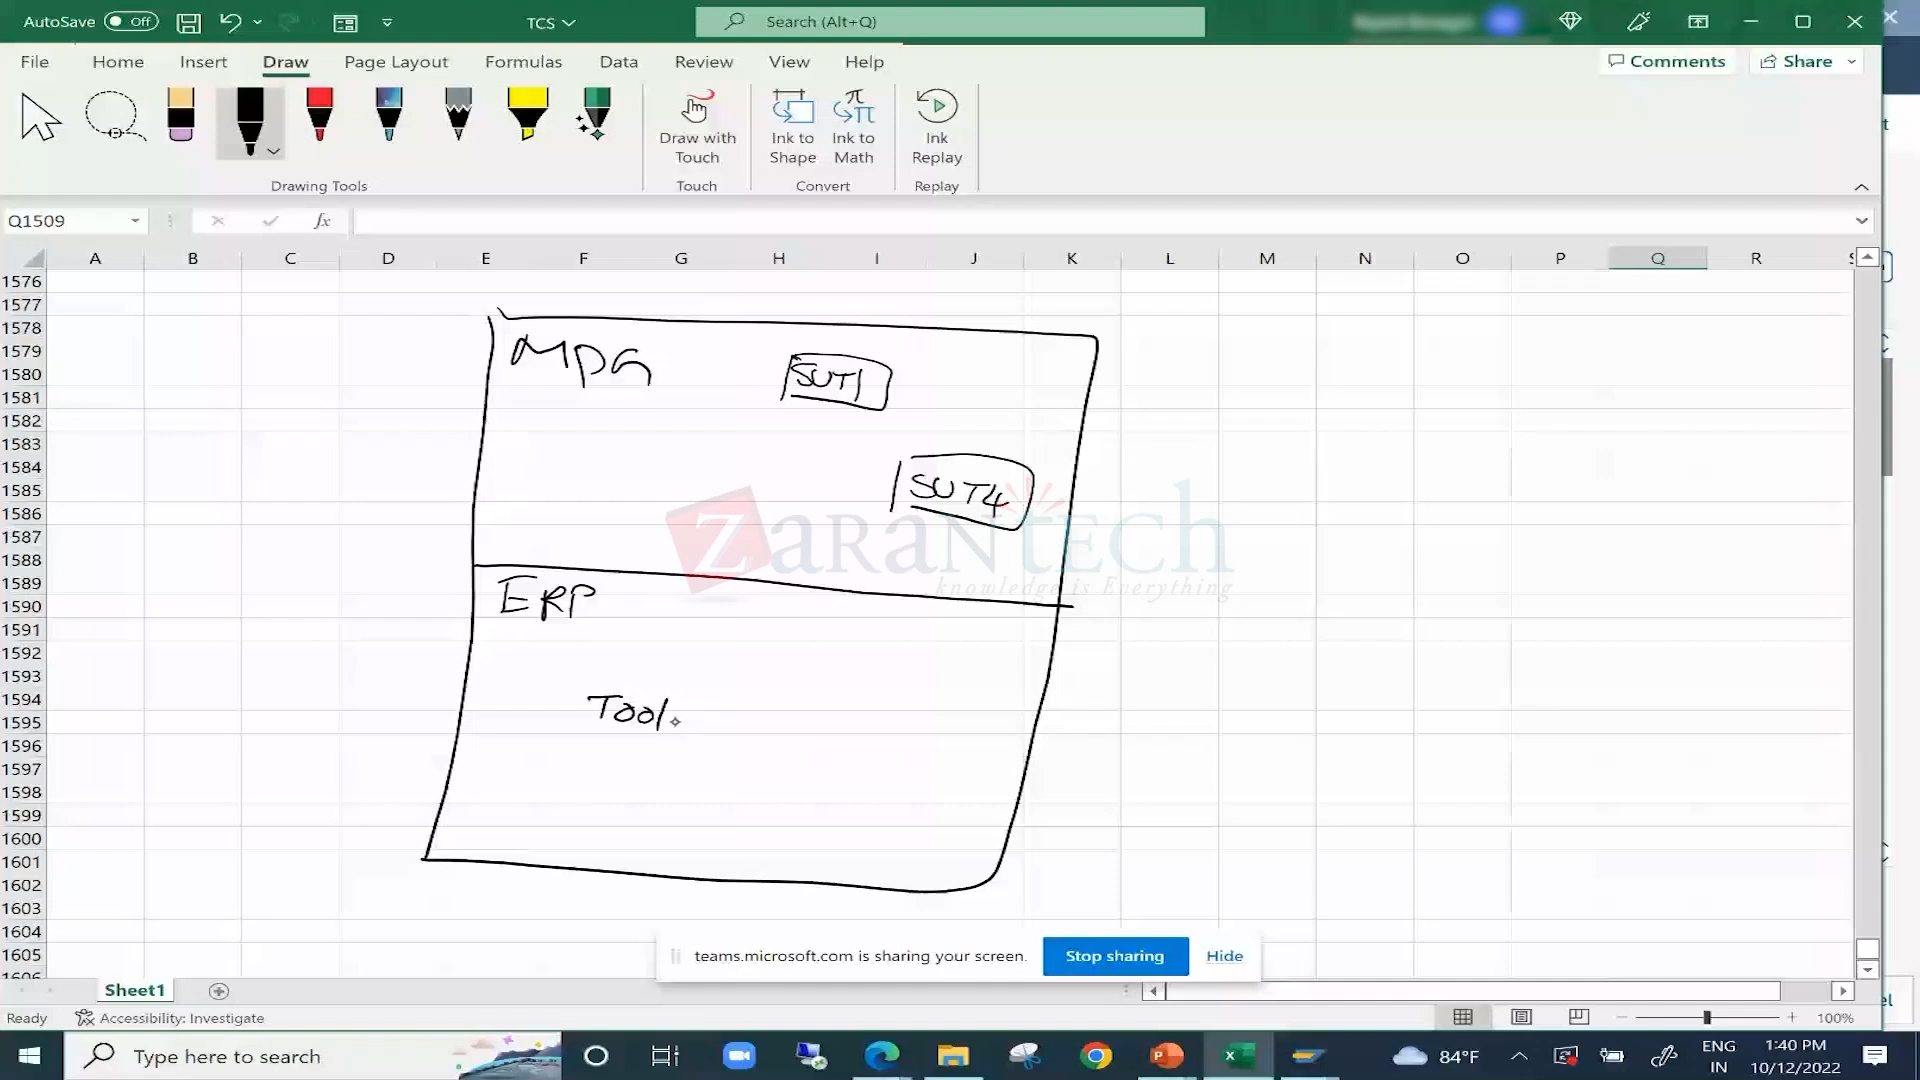 AutoSave Off TCS Search (Alt+Q)
File Home Insert Draw Page Layout Formulas Data Review View Help Comments Share
Draw with Touch
Ink to Shape
Ink to Math
Ink Replay
Drawing Tools Touch Convert Replay
Q1509 fx
A B C D E F G H I J K L M N O P Q R
1576
1577
1578
1579
1580
1581
1582
1583
1584
1585
1586
1587
1588
1589
1590
1591
1592
1593
1594
1595
1596
1597
1598
1599
1600
1601
1602
1603
1604
1605
1606
MDG
SUT1
SUT4
ZaranTech
knowledge is Everything
ERP
Tool
teams.microsoft.com is sharing your screen. Stop sharing Hide
Sheet1
Ready Accessibility: Investigate 100%
Type here to search 84°F ENG IN 1:40 PM 10/12/2022